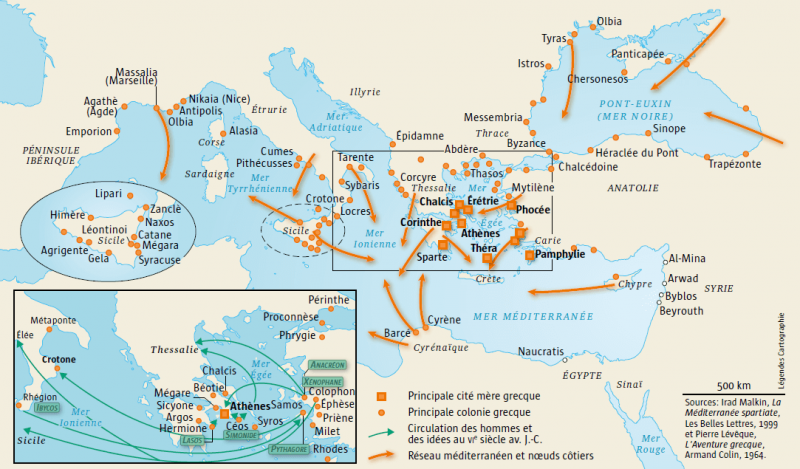 Olbia
Tyras
Panticapée
Istros
Chersonesos
PONT-EUXIN
(MER NOIRE)
Massalia
(Marseille)
Nikaia (Nice)
Antipolis
Olbia
Agathè
(Agde)
Emporion
PÉNINSULE
IBÉRIQUE
Étrurie
Illyrie
Mer
Adriatique
Alasia
Corse
Sardaigne
Cumes
Pithécusses
Mer
Tyrrhénienne
Messembria
Thrace
Byzance
Sinope
Héraclée du Pont
Trapézonte
Chalcédoine
ANATOLIE
Épidamne
Abdère
Thasos
Tarente
Sybaris
Crotone
Locres
Corcyre
Thessalie
Mer
Égée
Mytilène
Chalcis
Érétrie
Phocée
Corinthe
Athènes
Mer
Ionienne
Sparte
Théra
Carie
Pamphylie
Sicile
Crète
Chypre
Al-Mina
Arwad
SYRIE
Byblos
Beyrouth
MER MÉDITERRANÉE
Cyrène
Barcè
Cyrénaïque
Naucratis
ÉGYPTE
Sinaï
Mer
Rouge
Lipari
Zanclè
Himère
Naxos
Léontinoi
Catane
Sicile
Mégara
Agrigente
Gela
Syracuse
Périnthe
Proconnèse
Phrygie
Métaponte
Élée
Thessalie
Crotone
Mer
Égée
Anacréon
Xénophane
Chalcis
Béotie
Colophon
Mégare
Rhégion
Ibycos
Sicyone
Athènes
Samos
Éphèse
Argos
Priène
Mer
Ionienne
Hermione
Céos
Syros
Milet
Lasos
Simonide
Pythagore
Sicile
Rhodes
Principale cité mère grecque
Principale colonie grecque
Circulation des hommes et
des idées au VIe siècle av. J.-C.
Réseau méditerranéen et nœuds côtiers
500 km
Sources: Irad Malkin, La
Méditerranée spartiate,
Les Belles Lettres, 1999
et Pierre Lévêque,
L'Aventure grecque,
Armand Colin, 1964.
Légendes Cartographie